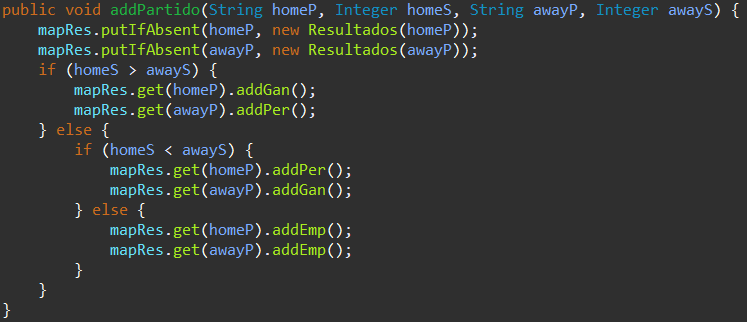 public void addPartido(String homeP, Integer homeS, String awayP, Integer awayS) {
    mapRes.putIfAbsent(homeP, new Resultados(homeP));
    mapRes.putIfAbsent(awayP, new Resultados(awayP));
    if (homeS > awayS) {
        mapRes.get(homeP).addGan();
        mapRes.get(awayP).addPer();
    } else {
        if (homeS < awayS) {
            mapRes.get(homeP).addPer();
            mapRes.get(awayP).addGan();
        } else {
            mapRes.get(homeP).addEmp();
            mapRes.get(awayP).addEmp();
        }
    }
}